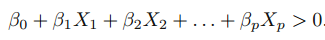 β₀ + β₁X₁ + β₂X₂ + . . . + βₚXₚ > 0.